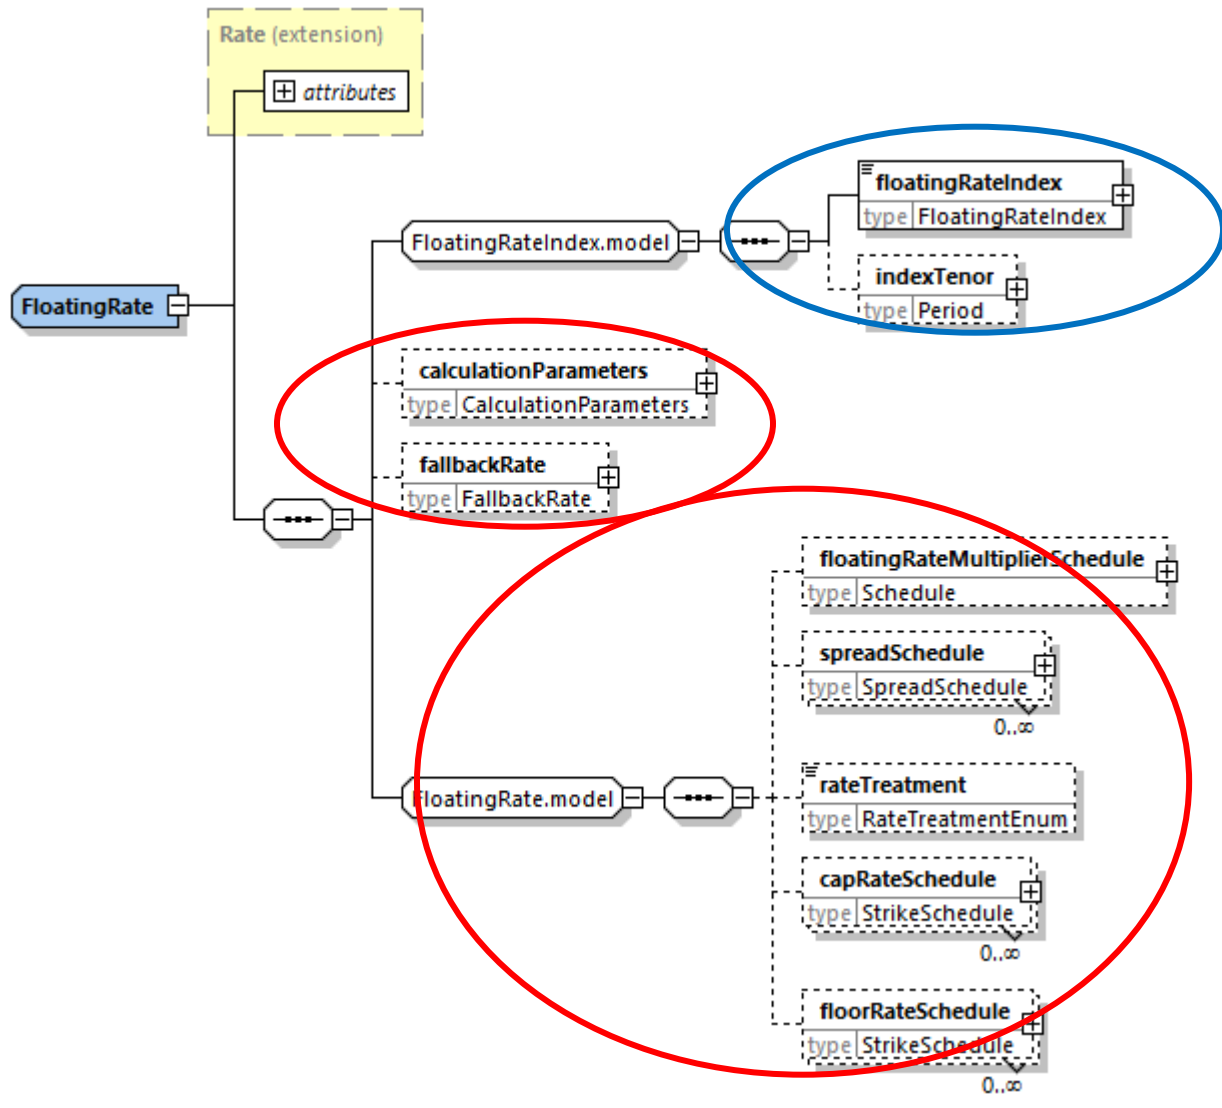 Rate (extension)
attributes
floatingRateIndex
type FloatingRateIndex
FloatingRateIndex.model
indexTenor
type Period
FloatingRate
calculationParameters
type CalculationParameters
fallbackRate
type FallbackRate
floatingRateMultiplierSchedule
type Schedule
spreadSchedule
type SpreadSchedule
0..∞
FloatingRate.model
rateTreatment
type RateTreatmentEnum
capRateSchedule
type StrikeSchedule
0..∞
floorRateSchedule
type StrikeSchedule
0..∞